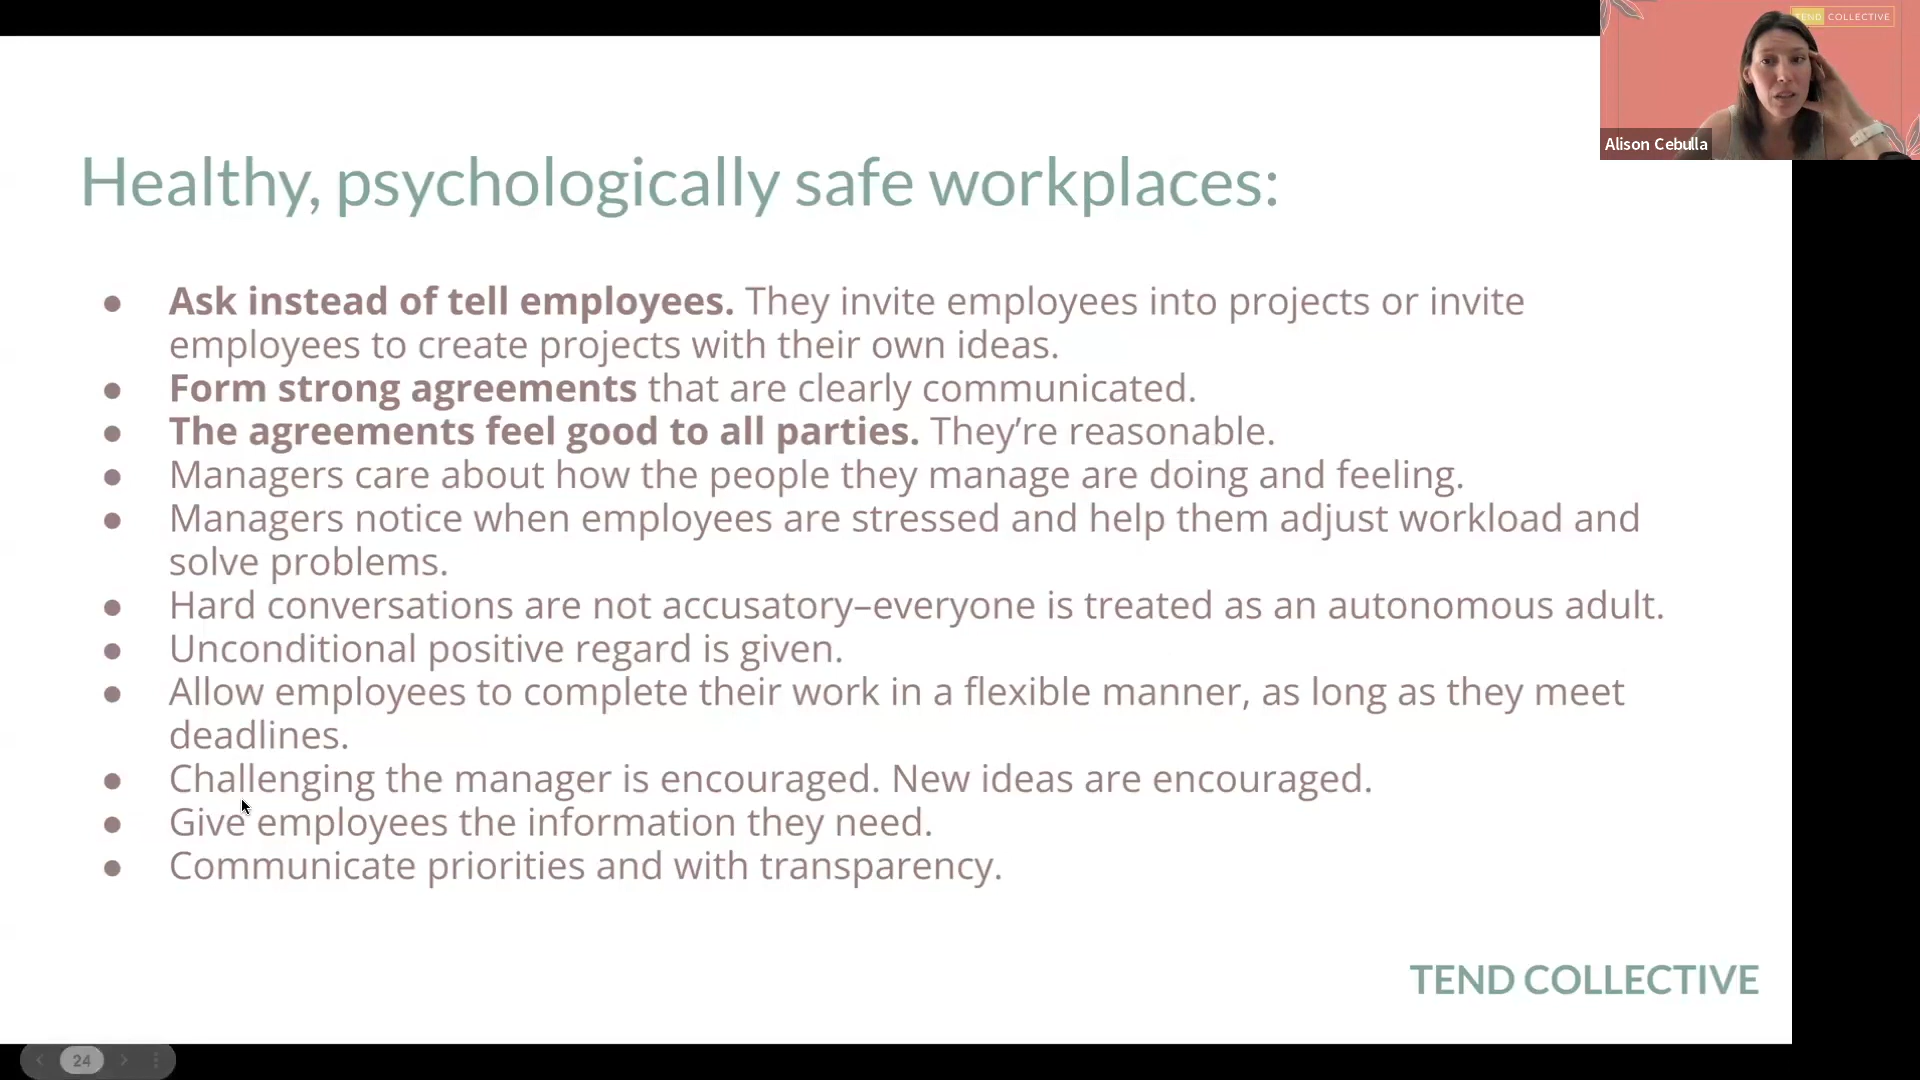 TEND COLLECTIVE
Alison Cebulla
Healthy, psychologically safe workplaces:
● Ask instead of tell employees. They invite employees into projects or invite
employees to create projects with their own ideas.
● Form strong agreements that are clearly communicated.
● The agreements feel good to all parties. They’re reasonable.
● Managers care about how the people they manage are doing and feeling.
● Managers notice when employees are stressed and help them adjust workload and
solve problems.
● Hard conversations are not accusatory–everyone is treated as an autonomous adult.
● Unconditional positive regard is given.
● Allow employees to complete their work in a flexible manner, as long as they meet
deadlines.
● Challenging the manager is encouraged. New ideas are encouraged.
● Give employees the information they need.
● Communicate priorities and with transparency.
TEND COLLECTIVE
24